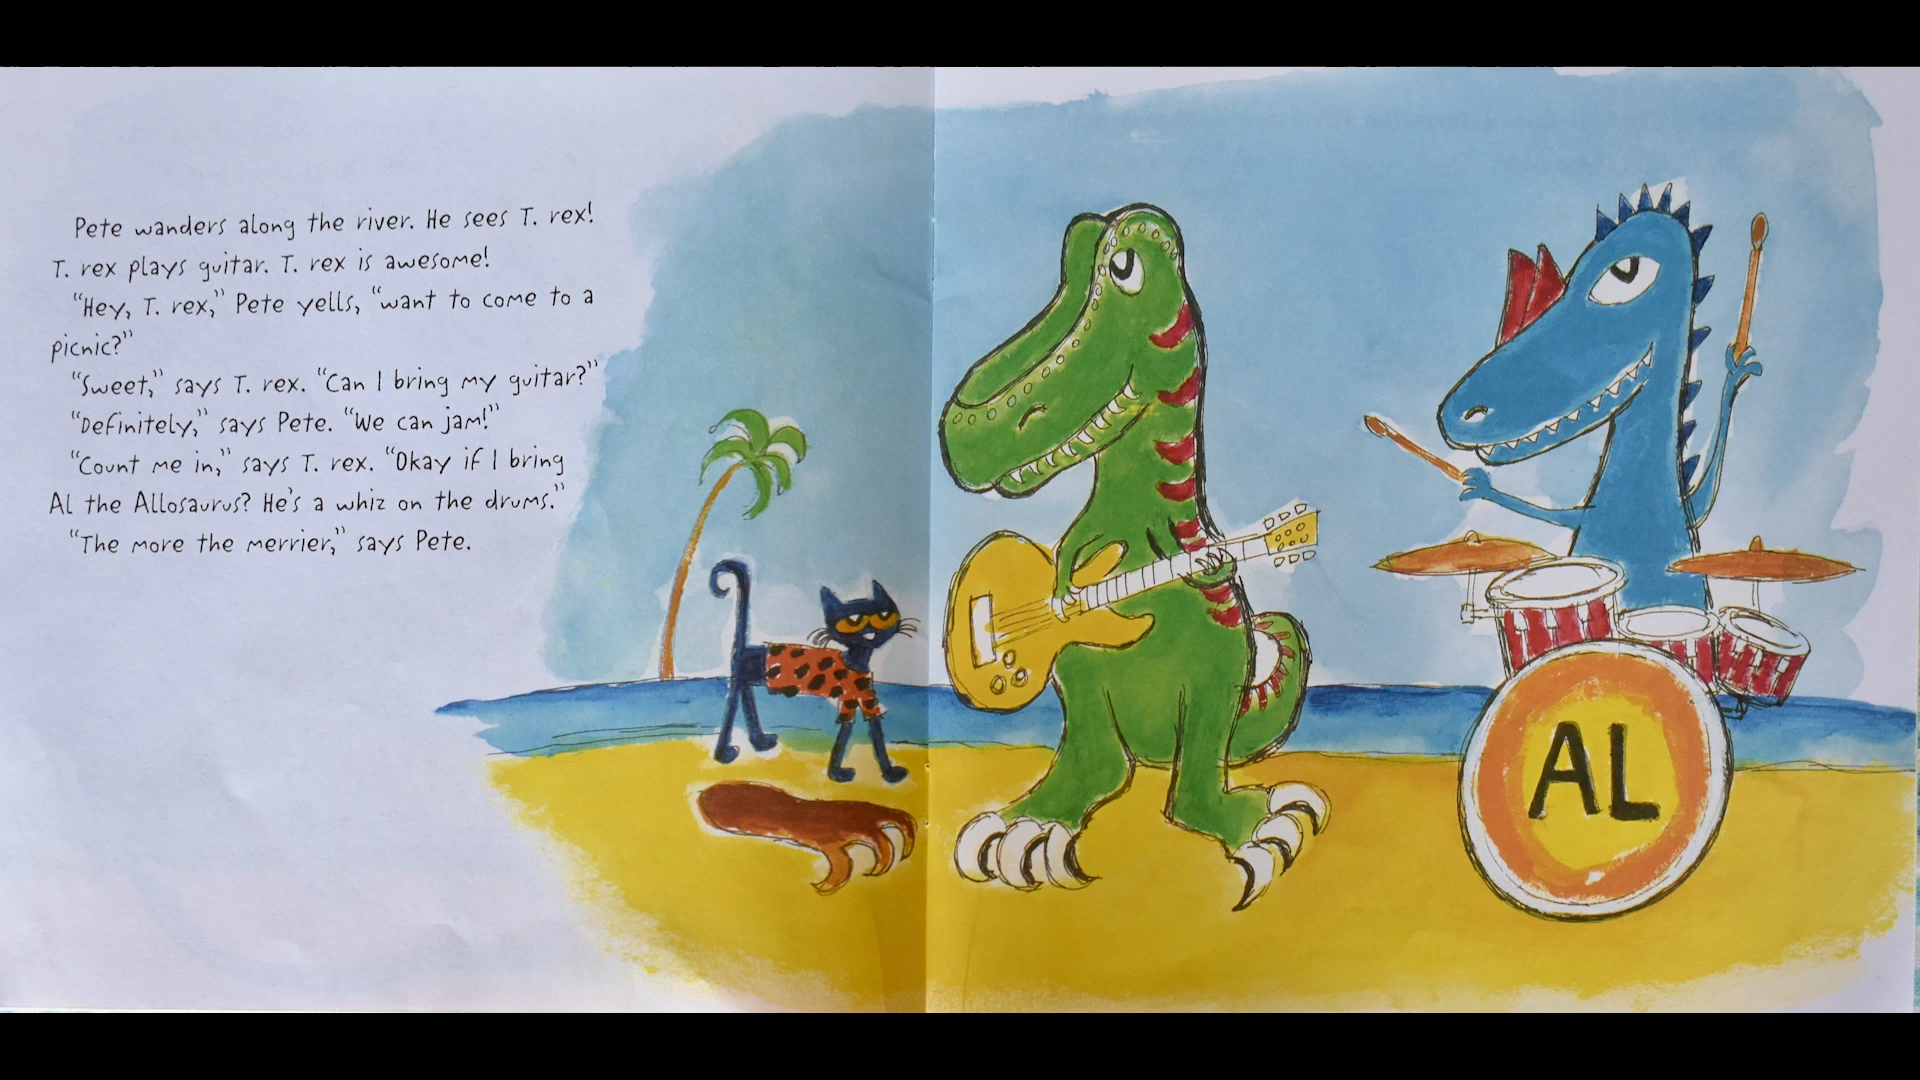 Pete wanders along the river. He sees T. rex!
T. rex plays guitar. T. rex is awesome!
"Hey, T. rex," Pete yells, "want to come to a
picnic?"
"Sweet," says T. rex. "Can I bring my guitar?"
"Definitely," says Pete. "We can jam!"
"Count me in," says T. rex. "Okay if I bring
Al the Allosaurus? He's a whiz on the drums."
"The more the merrier," says Pete.
AL